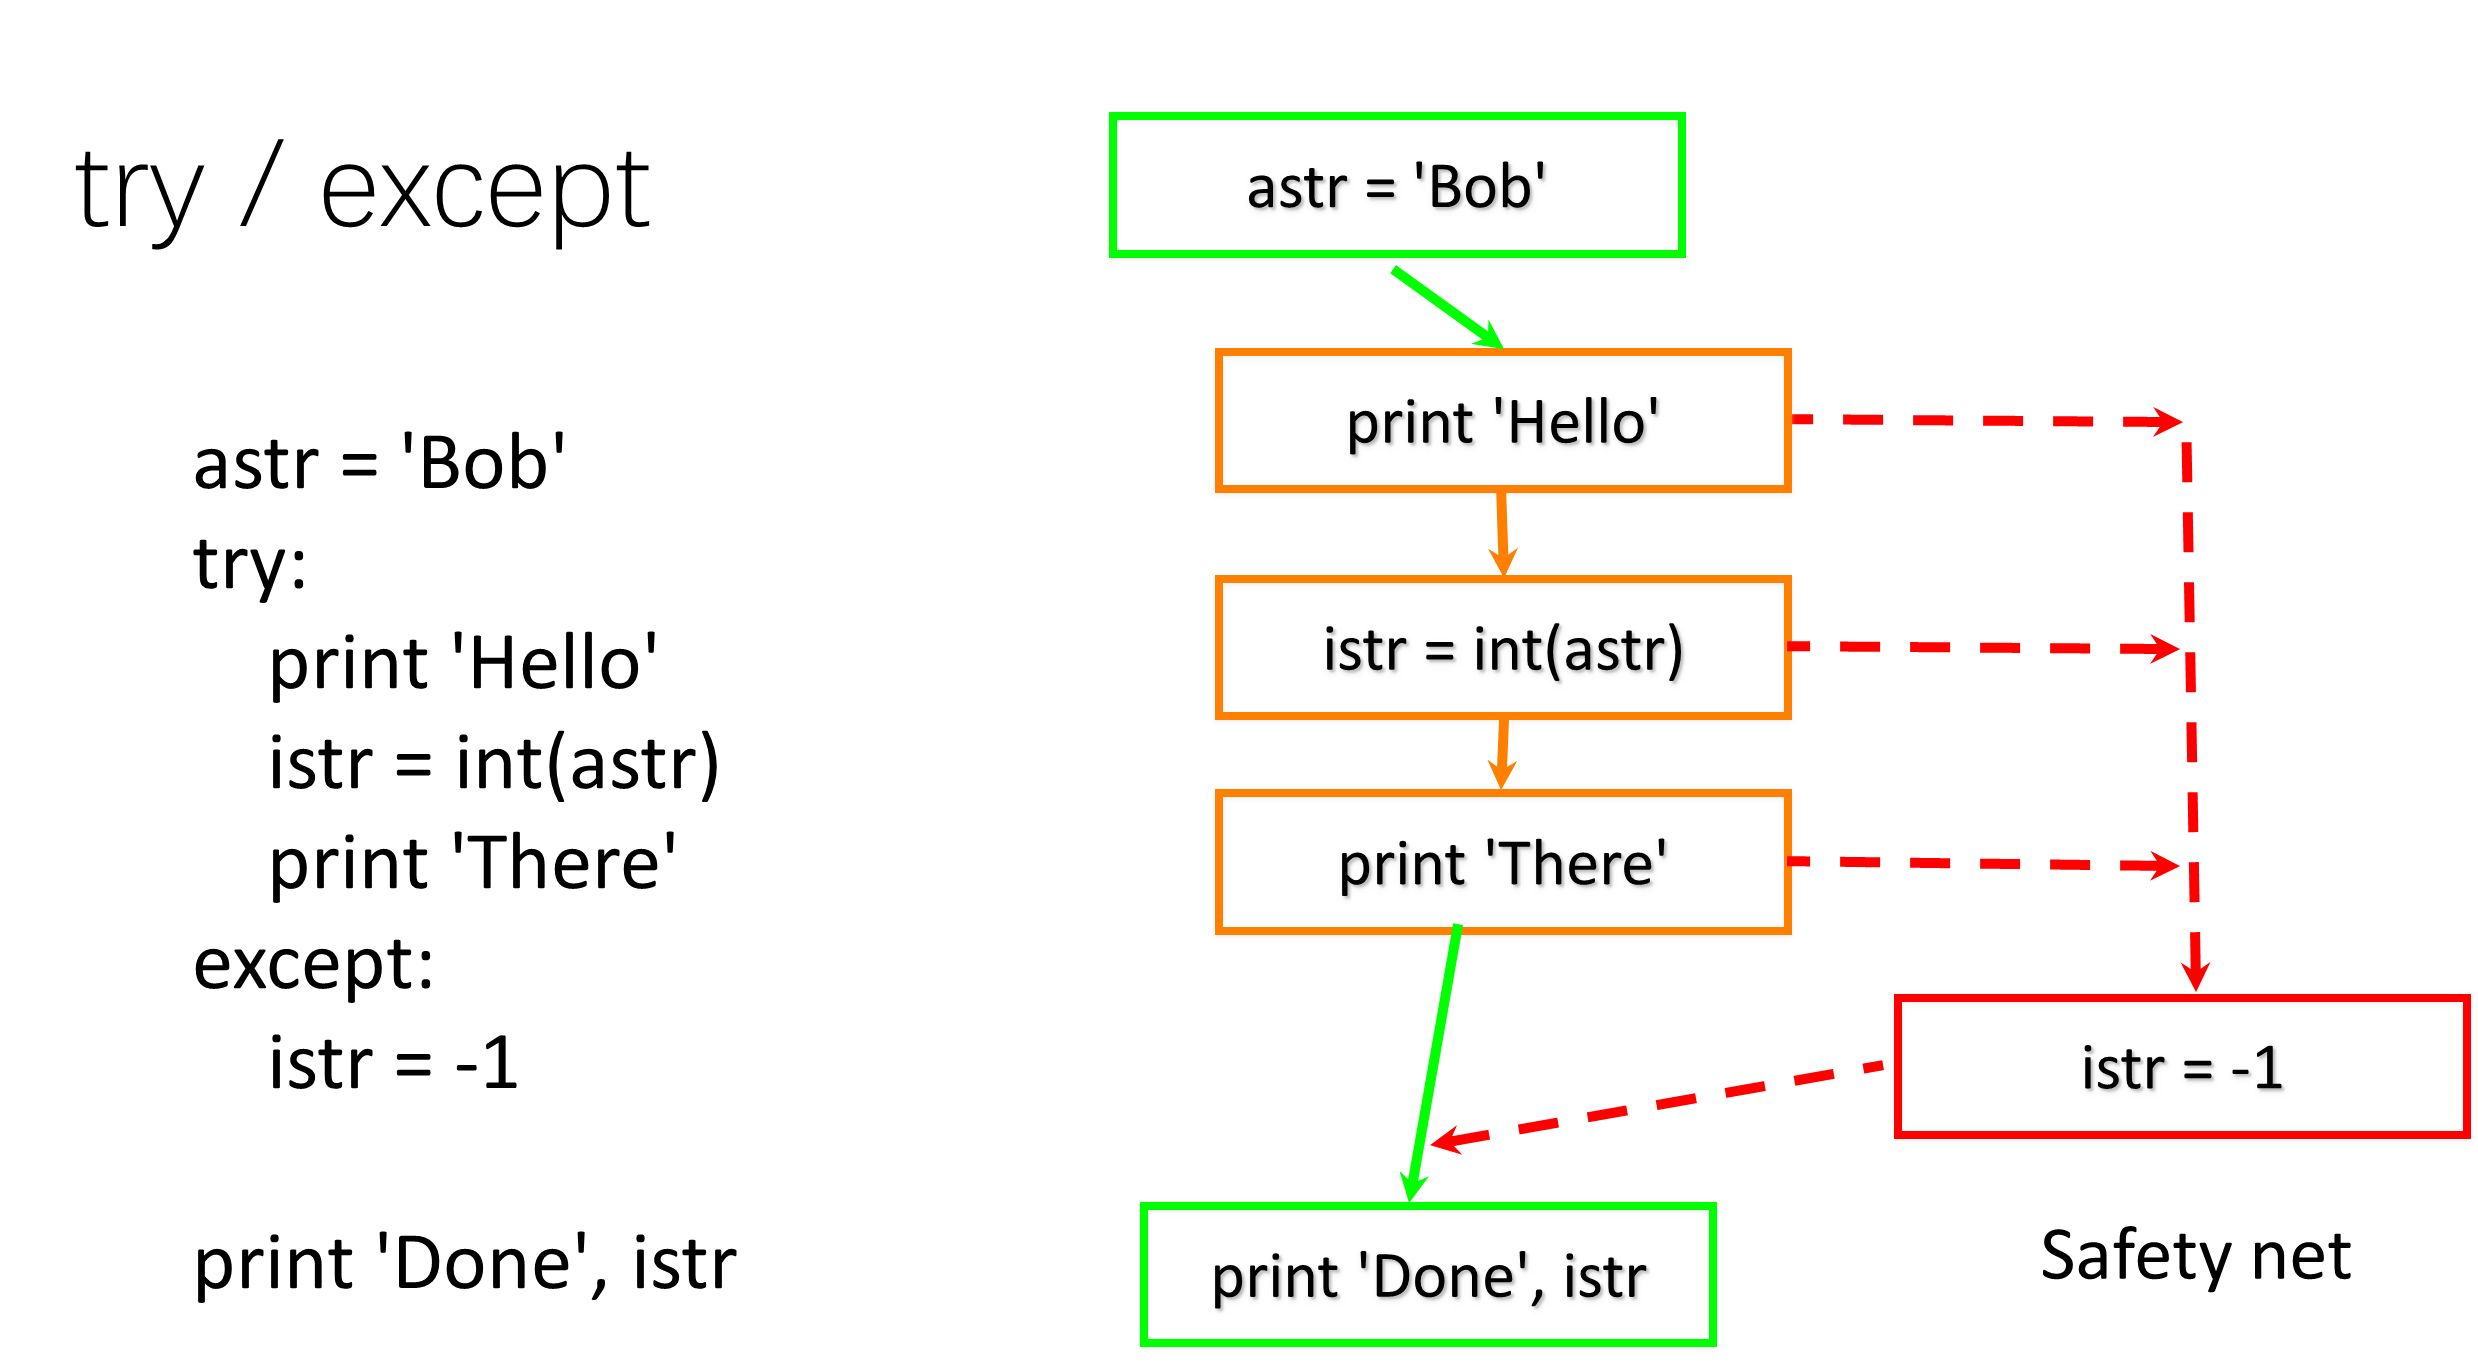 try / except
astr = 'Bob'
try:
print 'Hello'
istr = int(astr)
print 'There'
except:
istr = -1
print 'Done', istr
astr = 'Bob'
print 'Hello'
istr = int(astr)
print 'There'
istr = -1
print 'Done', istr
Safety net